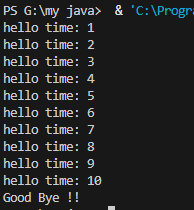 PS G:\my java>  & 'C:\Progra
hello time: 1
hello time: 2
hello time: 3
hello time: 4
hello time: 5
hello time: 6
hello time: 7
hello time: 8
hello time: 9
hello time: 10
Good Bye !!